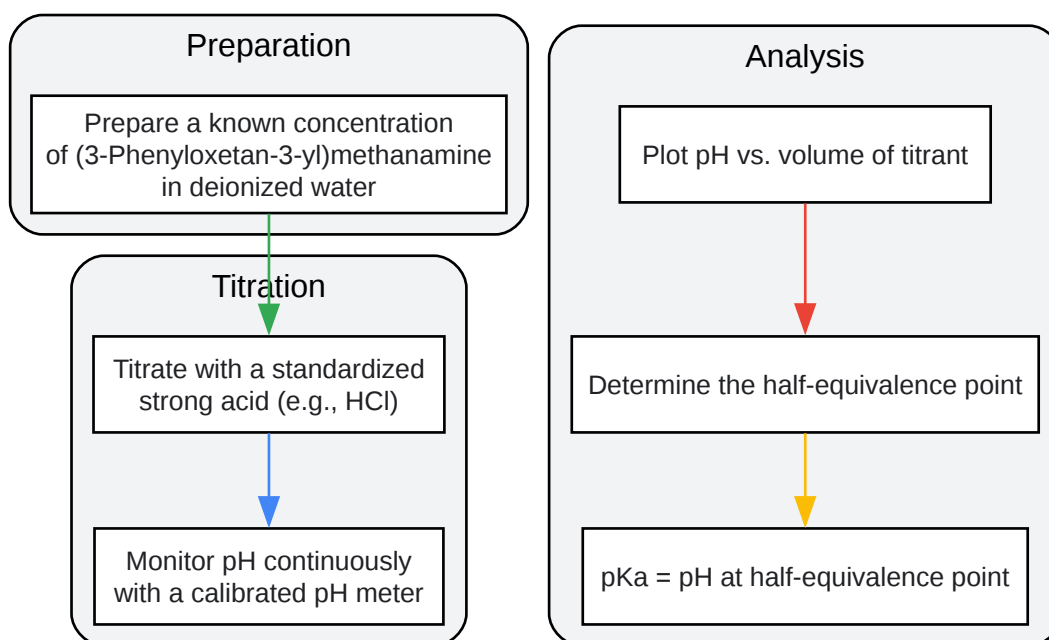 Preparation
Prepare a known concentration
of (3-Phenyloxetan-3-yl)methanamine
in deionized water
Titration
Titrate with a standardized
strong acid (e.g., HCl)
Monitor pH continuously
with a calibrated pH meter
Analysis
Plot pH vs. volume of titrant
Determine the half-equivalence point
pKa = pH at half-equivalence point